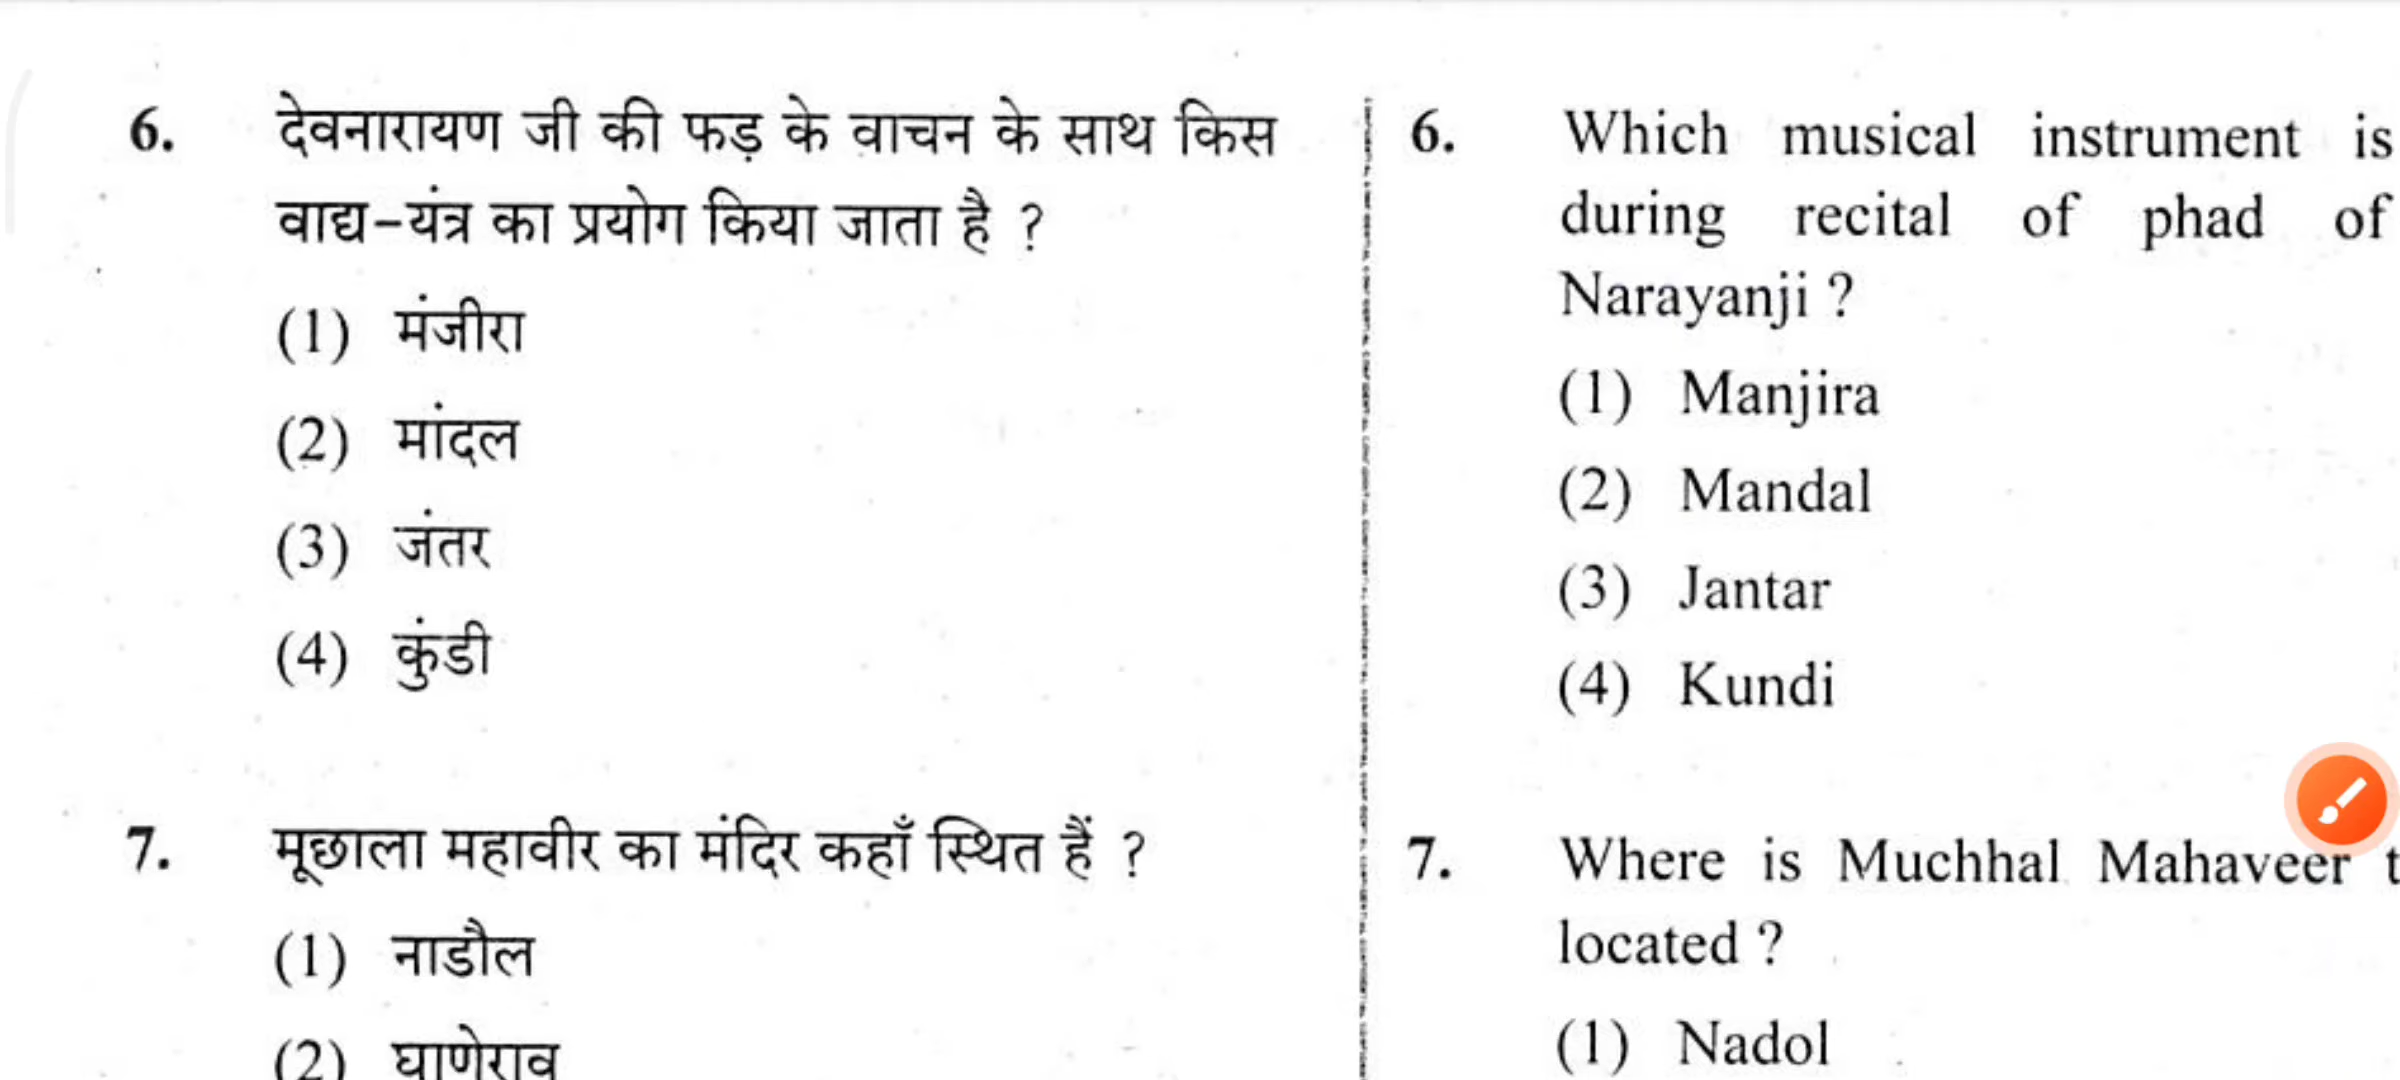 6. देवनारायण जी की फड़ के वाचन के साथ किस
वाद्य-यंत्र का प्रयोग किया जाता है ?
(1) मंजीरा
(2) मांदल
(3) जंतर
(4) कुंडी
7. मूछाला महावीर का मंदिर कहाँ स्थित हैं ?
(1) नाडौल
(2) घाणेराव
6. Which musical instrument is
during recital of phad of
Narayanji ?
(1) Manjira
(2) Mandal
(3) Jantar
(4) Kundi
7. Where is Muchhal Mahaveer
located ?
(1) Nadol